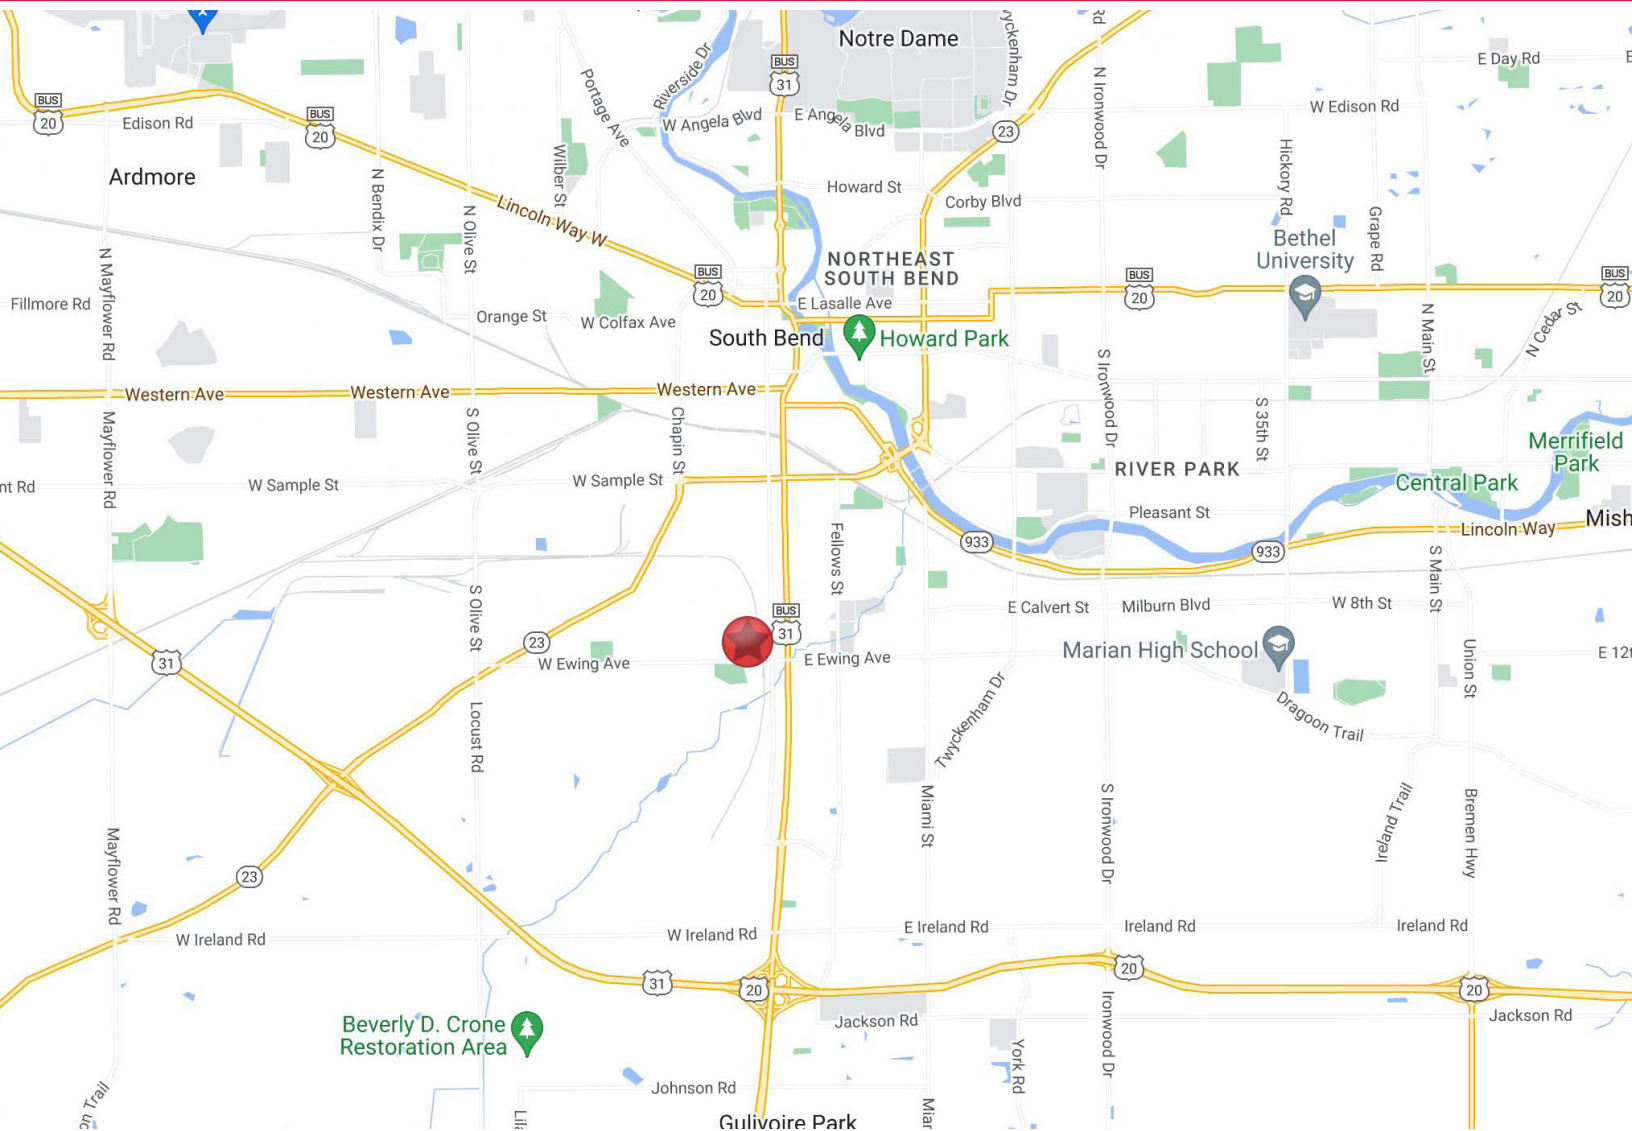 Notre Dame
BUS
31
E Day Rd
Riverside Dr
Portage Ave
N Ironwood Dr
BUS
20
BUS
20
Edison Rd
W Angela Blvd
E Angela Blvd
23
W Edison Rd
Ardmore
N Bendix Dr
Wilber St
Howard St
Corby Blvd
Hickory Rd
N Olive St
Lincoln Way W
Grape Rd
Bethel
University
N Mayflower Rd
NORTHEAST
SOUTH BEND
BUS
20
BUS
20
BUS
20
Fillmore Rd
Orange St
W Colfax Ave
E Lasalle Ave
N Main St
N Cedar St
South Bend
Howard Park
S Ironwood Dr
Western Ave
Western Ave
Western Ave
Mayflower Rd
S Olive St
Chapin St
S 35th St
Merrifield
Park
RIVER PARK
Central Park
nt Rd
W Sample St
W Sample St
Pleasant St
Lincoln Way
Mish
933
933
Fellows St
S Main St
S Olive St
BUS
31
E Calvert St
Milburn Blvd
W 8th St
23
W Ewing Ave
E Ewing Ave
Marian High School
Union St
E 12t
31
Twyckenham Dr
Dragoon Trail
Locust Rd
Miami St
S Ironwood Dr
Ireland Trail
Bremen Hwy
Mayflower Rd
23
W Ireland Rd
W Ireland Rd
E Ireland Rd
Ireland Rd
Ireland Rd
31
20
20
20
Beverly D. Crone
Restoration Area
Jackson Rd
Jackson Rd
Ironwood Dr
York Rd
Johnson Rd
on Trail
Gulivoire Park